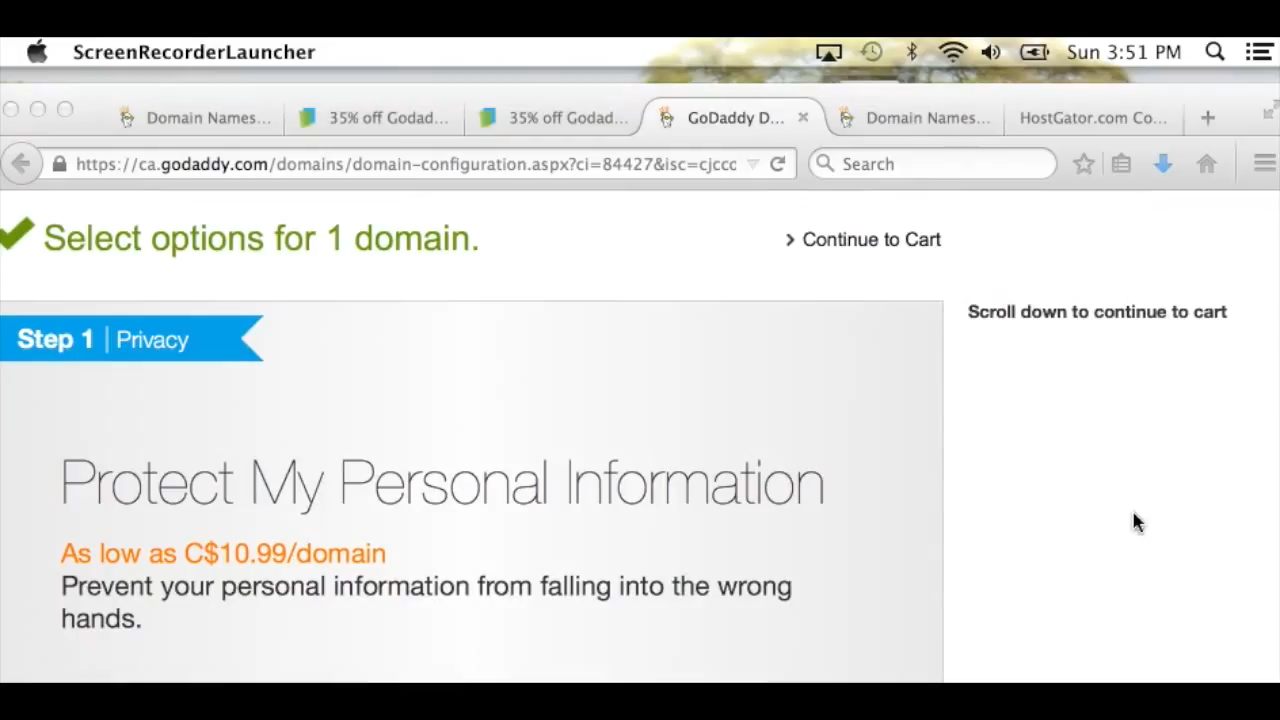 ScreenRecorderLauncher
Sun 3:51 PM
Domain Names...
35% off Godad...
35% off Godad...
GoDaddy D...
Domain Names...
HostGator.com Co...
https://ca.godaddy.com/domains/domain-configuration.aspx?ci=84427&isc=cjccc
Search
Select options for 1 domain.
Continue to Cart
Scroll down to continue to cart
Step 1 | Privacy
Protect My Personal Information
As low as C$10.99/domain
Prevent your personal information from falling into the wrong
hands.